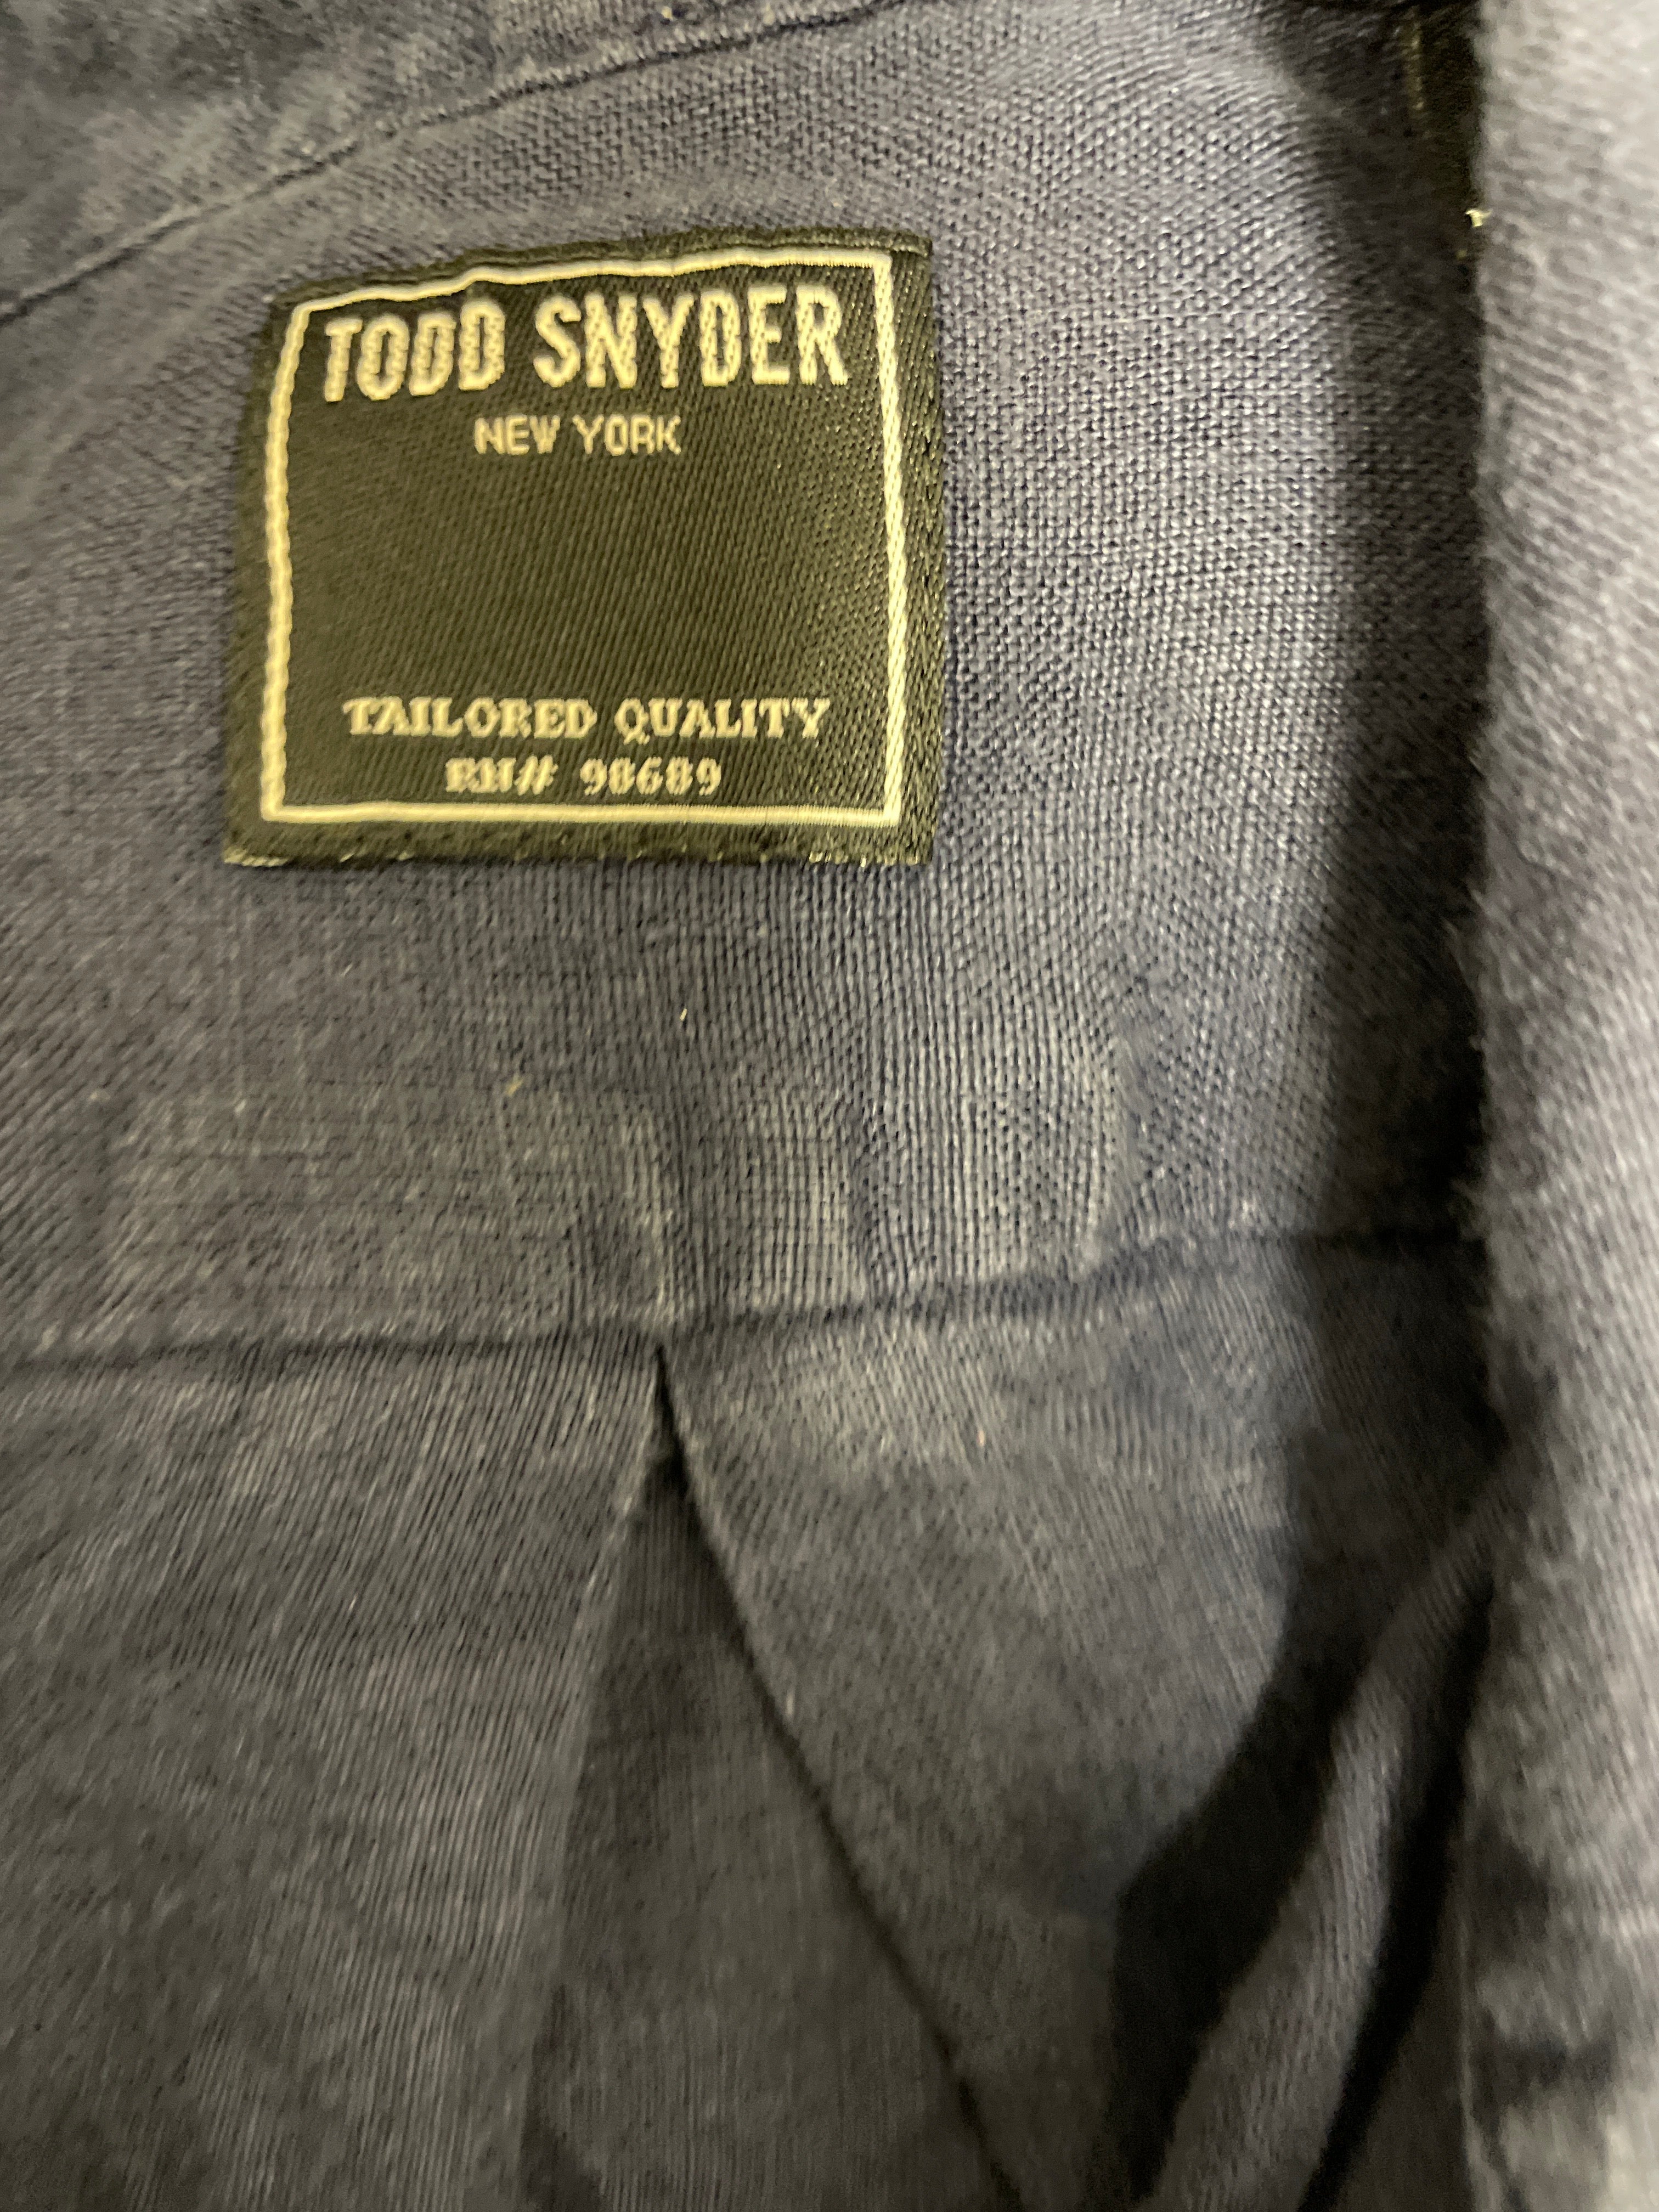 TODD SNYDER
NEW YORK
TAILORED QUALITY
RN# 98689